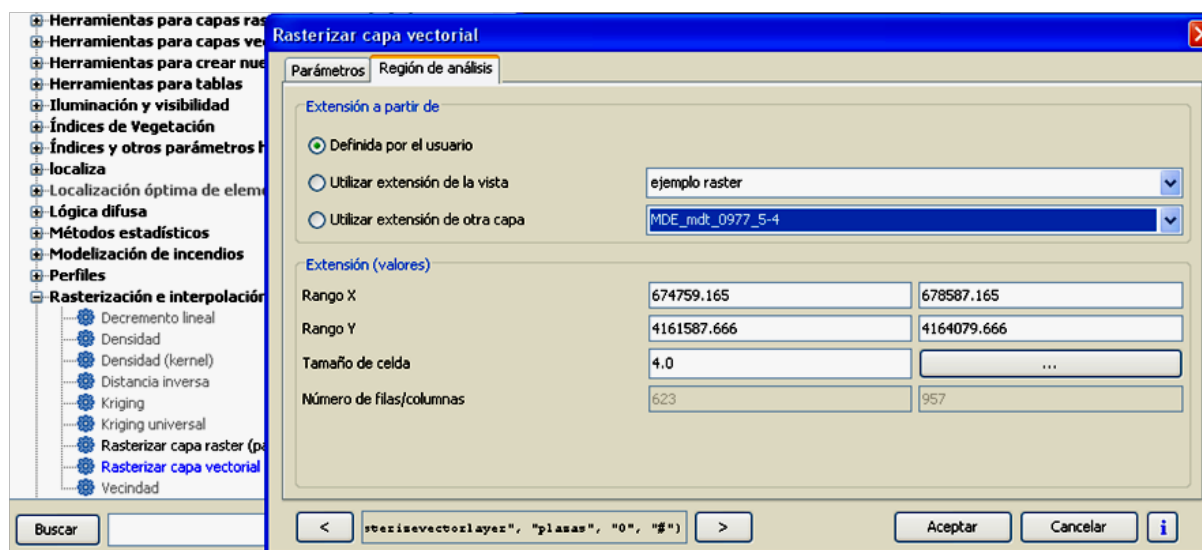 Herramientas para capas ras
Herramientas para capas ve
Herramientas para crear nue
Herramientas para tablas
Iluminación y visibilidad
Índices de Vegetación
Índices y otros parámetros h
localiza
Localización óptima de eleme
Lógica difusa
Métodos estadísticos
Modelización de incendios
Perfiles
Rasterización e interpolación
Decremento lineal
Densidad
Densidad (kernel)
Distancia inversa
Kriging
Kriging universal
Rasterizar capa raster (pa
Rasterizar capa vectorial
Vecindad
Buscar
Rasterizar capa vectorial
Parámetros Región de análisis
Extensión a partir de
Definida por el usuario
Utilizar extensión de la vista ejemplo raster
Utilizar extensión de otra capa MDE_mdt_0977_5-4
Extensión (valores)
Rango X 674759.165 678587.165
Rango Y 4161587.666 4164079.666
Tamaño de celda 4.0 ...
Número de filas/columnas 623 957
< sterisevectorlayer", "plasas", "0", "#") > Aceptar Cancelar i